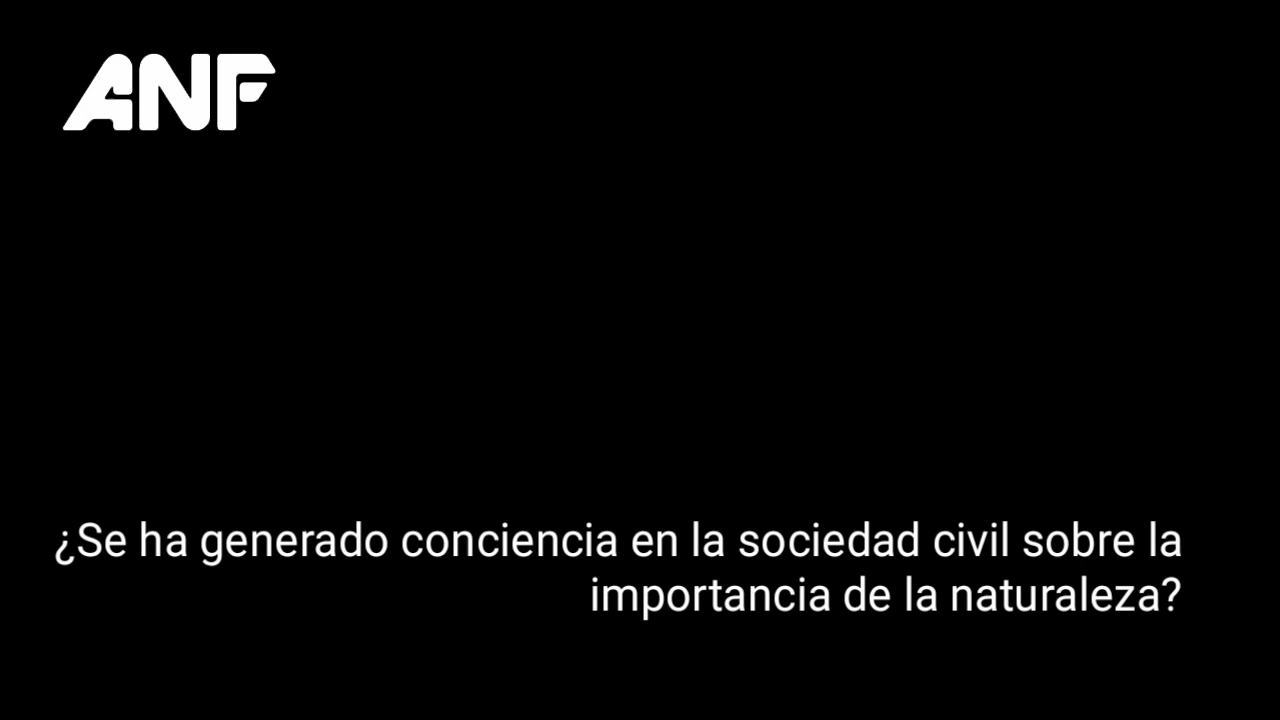 ANF
¿Se ha generado conciencia en la sociedad civil sobre la
importancia de la naturaleza?